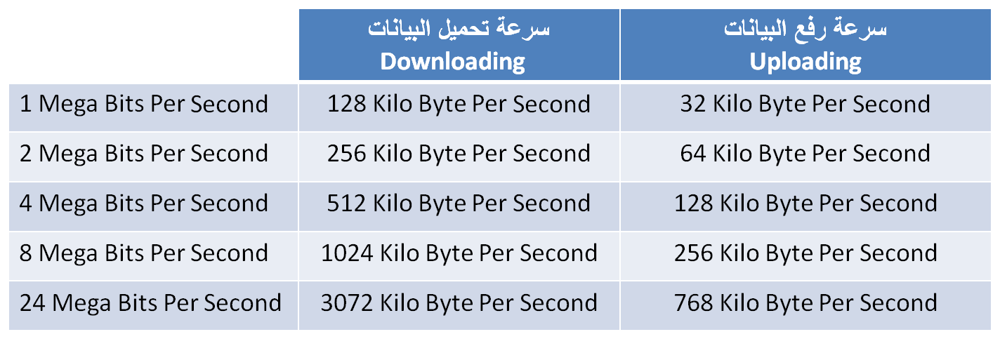 سرعة تحميل البيانات
Downloading
سرعة رفع البيانات
Uploading
1 Mega Bits Per Second
128 Kilo Byte Per Second
32 Kilo Byte Per Second
2 Mega Bits Per Second
256 Kilo Byte Per Second
64 Kilo Byte Per Second
4 Mega Bits Per Second
512 Kilo Byte Per Second
128 Kilo Byte Per Second
8 Mega Bits Per Second
1024 Kilo Byte Per Second
256 Kilo Byte Per Second
24 Mega Bits Per Second
3072 Kilo Byte Per Second
768 Kilo Byte Per Second